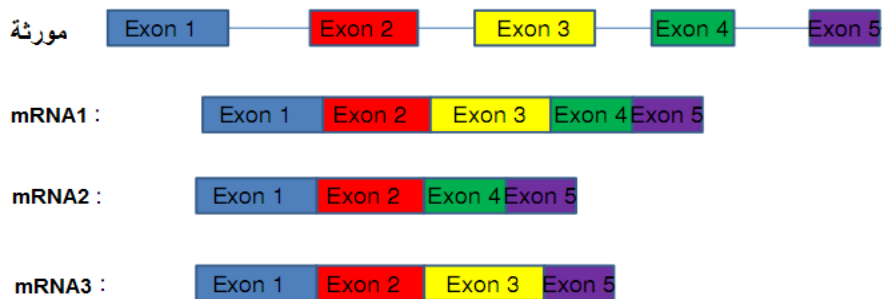 مورثة Exon 1 Exon 2 Exon 3 Exon 4 Exon 5
mRNA1 : Exon 1 Exon 2 Exon 3 Exon 4 Exon 5
mRNA2 : Exon 1 Exon 2 Exon 4 Exon 5
mRNA3 : Exon 1 Exon 2 Exon 3 Exon 5